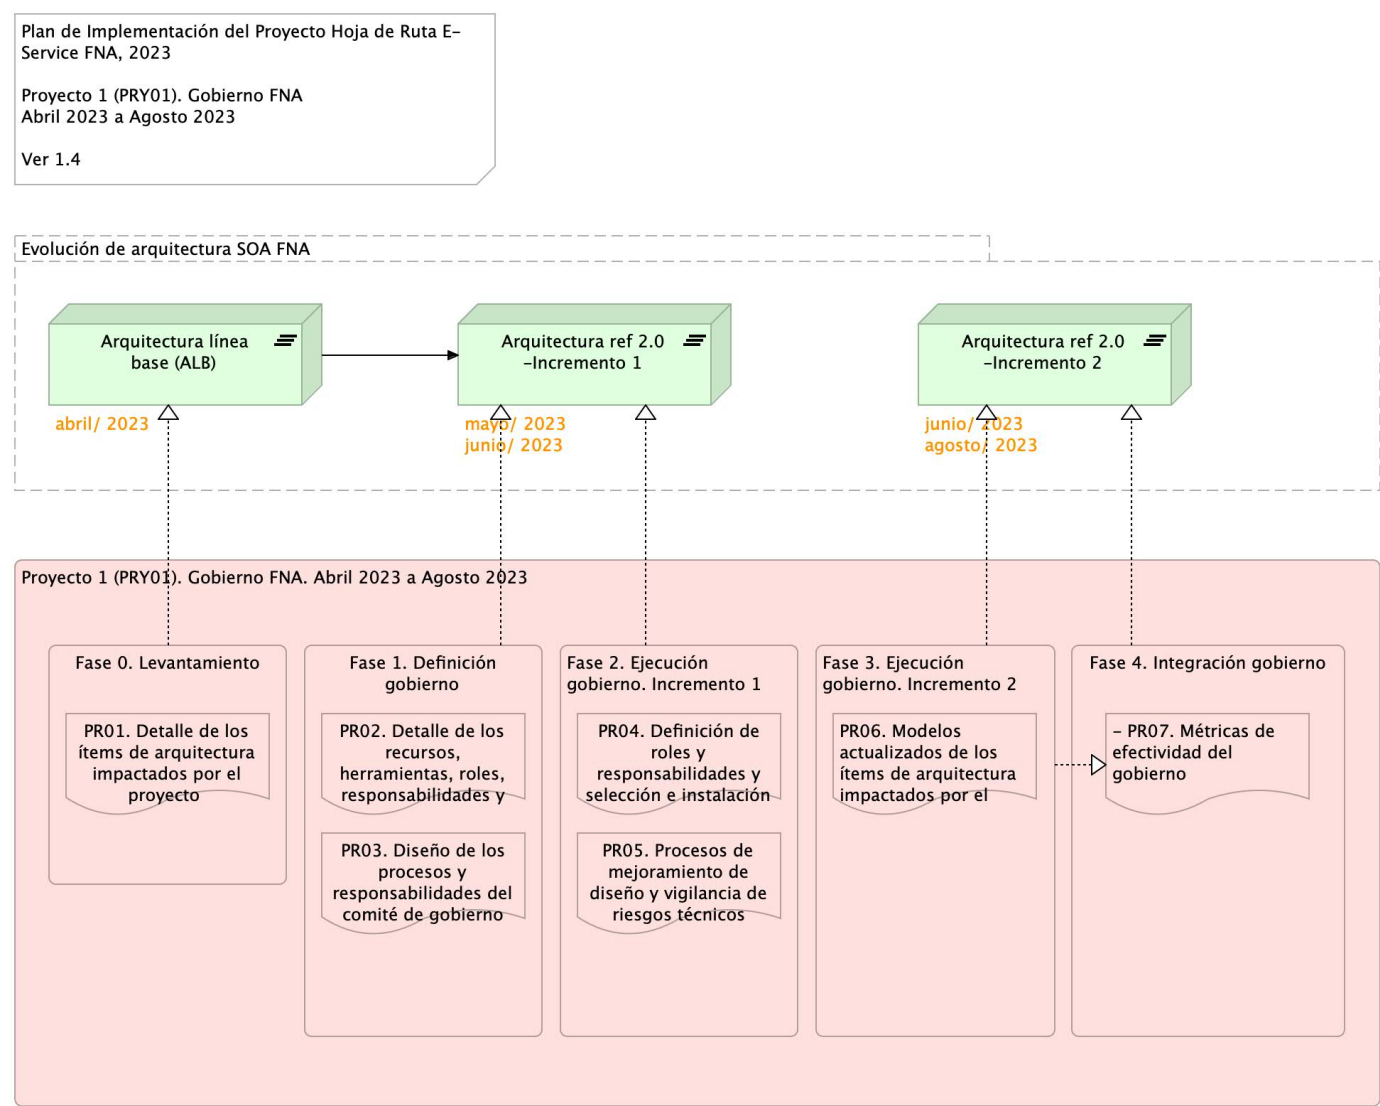 Plan de Implementación del Proyecto Hoja de Ruta E-
Service FNA, 2023
Proyecto 1 (PRY01). Gobierno FNA
Abril 2023 a Agosto 2023
Ver 1.4
Evolución de arquitectura SOA FNA
Arquitectura línea
base (ALB)
abril/ 2023
Arquitectura ref 2.0
-Incremento 1
mayo/ 2023
junio/ 2023
Arquitectura ref 2.0
-Incremento 2
junio/ 2023
agosto/ 2023
Proyecto 1 (PRY01). Gobierno FNA. Abril 2023 a Agosto 2023
Fase 0. Levantamiento
PR01. Detalle de los
ítems de arquitectura
impactados por el
proyecto
Fase 1. Definición
gobierno
PR02. Detalle de los
recursos,
herramientas, roles,
responsabilidades y
PR03. Diseño de los
procesos y
responsabilidades del
comité de gobierno
Fase 2. Ejecución
gobierno. Incremento 1
PR04. Definición de
roles y
responsabilidades y
selección e instalación
PR05. Procesos de
mejoramiento de
diseño y vigilancia de
riesgos técnicos
Fase 3. Ejecución
gobierno. Incremento 2
PR06. Modelos
actualizados de los
ítems de arquitectura
impactados por el
Fase 4. Integración gobierno
- PR07. Métricas de
efectividad del
gobierno